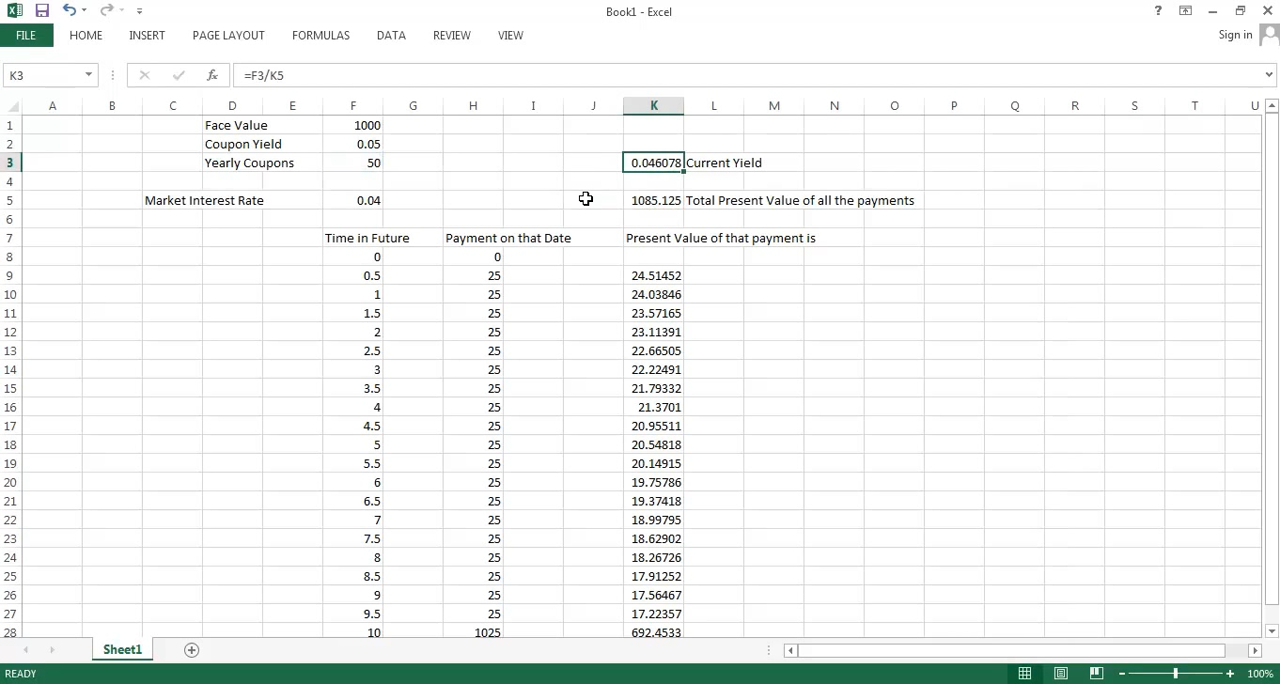 Book1 - Excel
?
FILE HOME INSERT PAGE LAYOUT FORMULAS DATA REVIEW VIEW Sign in
K3 fx =F3/K5
A B C D E F G H I J K L M N O P Q R S T U
1 Face Value 1000
2 Coupon Yield 0.05
3 Yearly Coupons 50 0.046078 Current Yield
4
5 Market Interest Rate 0.04 1085.125 Total Present Value of all the payments
6
7 Time in Future Payment on that Date Present Value of that payment is
8 0 0
9 0.5 25 24.51452
10 1 25 24.03846
11 1.5 25 23.57165
12 2 25 23.11391
13 2.5 25 22.66505
14 3 25 22.22491
15 3.5 25 21.79332
16 4 25 21.3701
17 4.5 25 20.95511
18 5 25 20.54818
19 5.5 25 20.14915
20 6 25 19.75786
21 6.5 25 19.37418
22 7 25 18.99795
23 7.5 25 18.62902
24 8 25 18.26726
25 8.5 25 17.91252
26 9 25 17.56467
27 9.5 25 17.22357
28 10 1025 692.4533
Sheet1
READY 100%